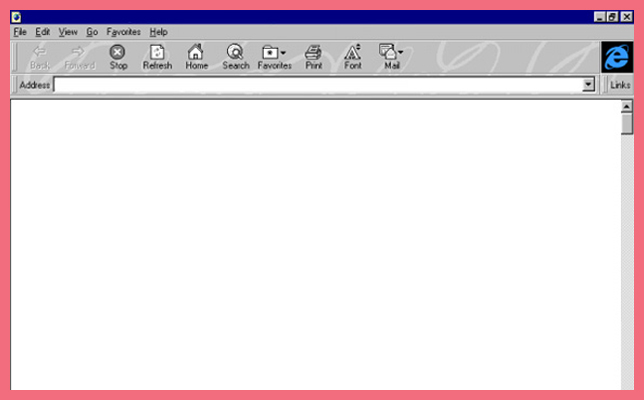 File Edit View Go Favorites Help
Back Forward Stop Refresh Home Search Favorites Print Font Mail
Address Links